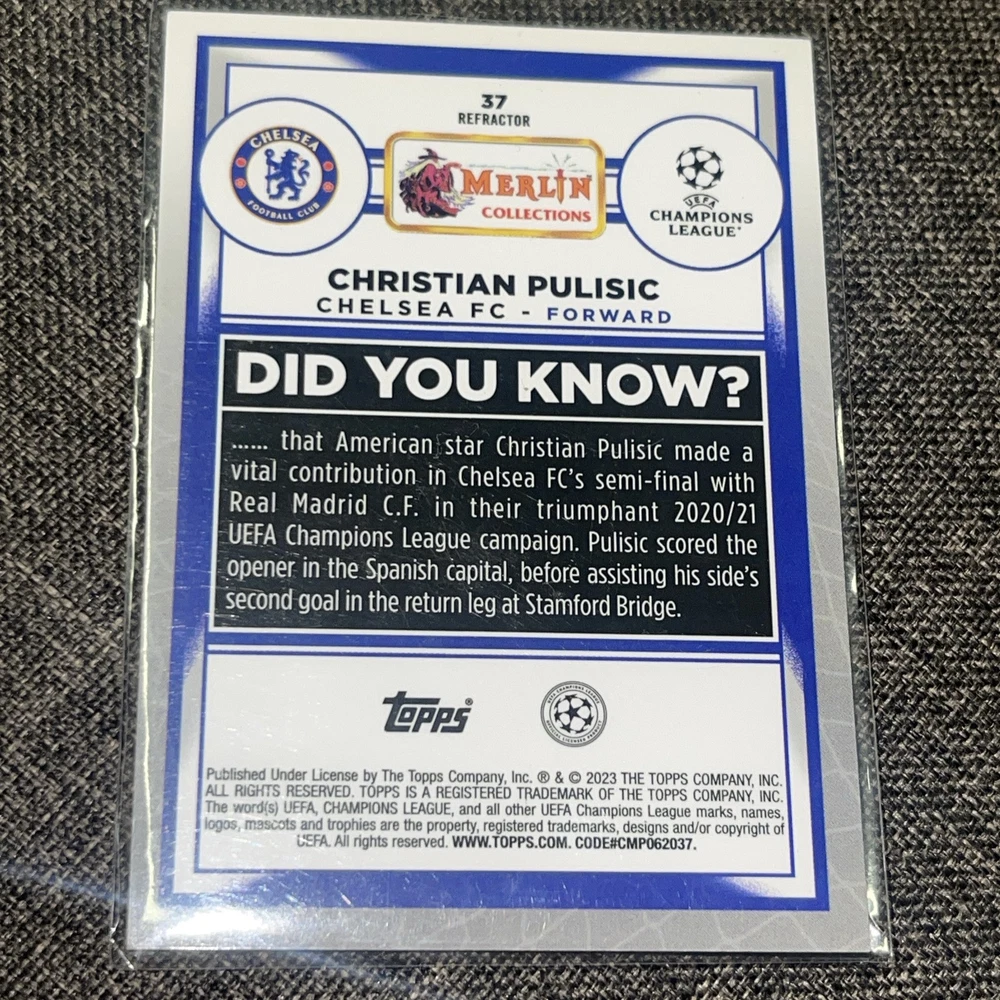 37
REFRACTOR
CHELSEA
FOOTBALL CLUB
MERLIN
COLLECTIONS
UEFA
CHAMPIONS
LEAGUE
CHRISTIAN PULISIC
CHELSEA FC - FORWARD
DID YOU KNOW?
...... that American star Christian Pulisic made a
vital contribution in Chelsea FC's semi-final with
Real Madrid C.F. in their triumphant 2020/21
UEFA Champions League campaign. Pulisic scored the
opener in the Spanish capital, before assisting his side's
second goal in the return leg at Stamford Bridge.
Topps®
Published Under License by The Topps Company, Inc. ® & © 2023 THE TOPPS COMPANY, INC.
ALL RIGHTS RESERVED. TOPPS IS A REGISTERED TRADEMARK OF THE TOPPS COMPANY, INC.
The word(s) UEFA, CHAMPIONS LEAGUE, and all other UEFA Champions League marks, names,
logos, mascots and trophies are the property, registered trademarks, designs and/or copyright of
UEFA. All rights reserved. WWW.TOPPS.COM. CODE#CMP062037.